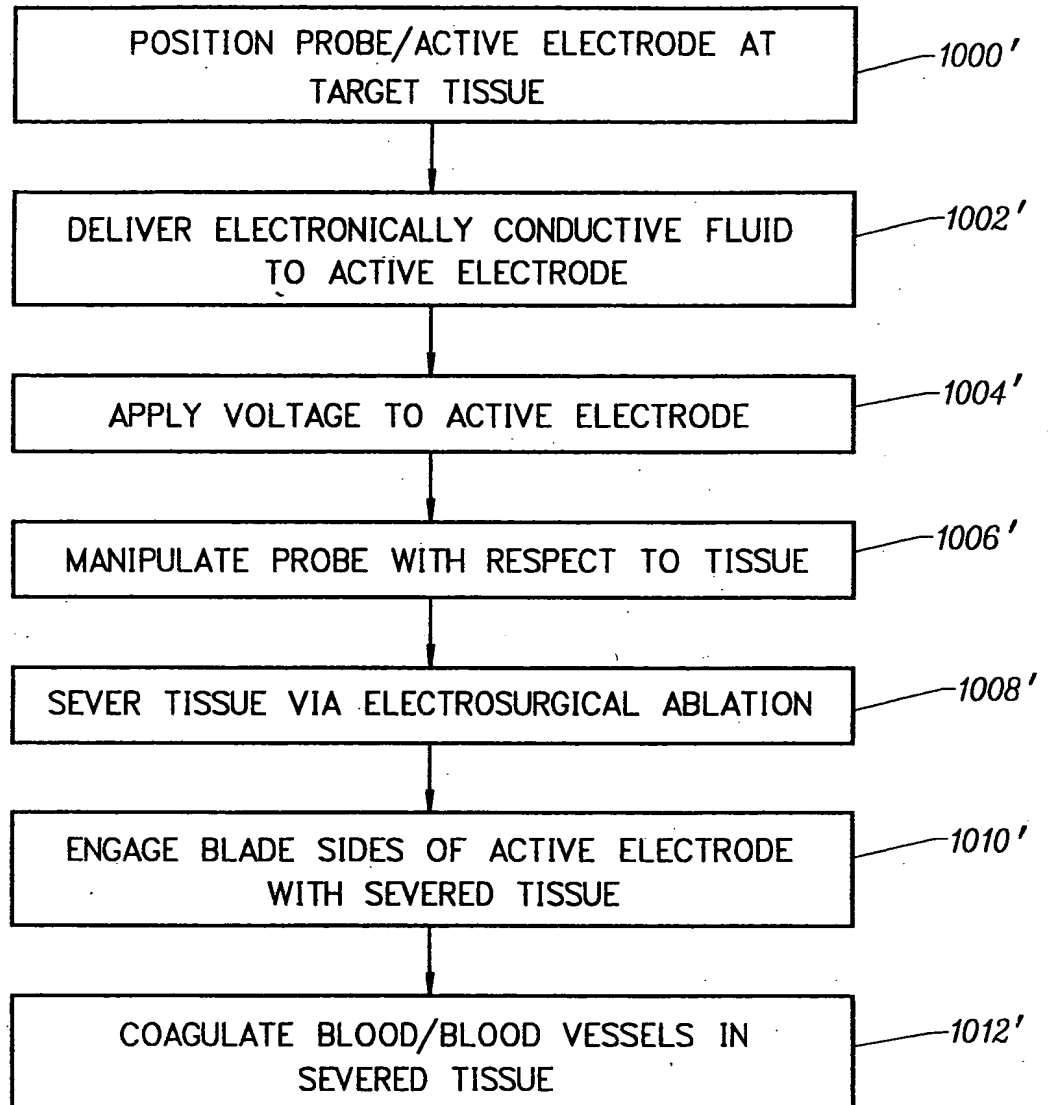 POSITION PROBE/ACTIVE ELECTRODE AT
TARGET TISSUE
1000'
DELIVER ELECTRONICALLY CONDUCTIVE FLUID
TO ACTIVE ELECTRODE
1002'
APPLY VOLTAGE TO ACTIVE ELECTRODE
1004'
MANIPULATE PROBE WITH RESPECT TO TISSUE
1006'
SEVER TISSUE VIA ELECTROSURGICAL ABLATION
1008'
ENGAGE BLADE SIDES OF ACTIVE ELECTRODE
WITH SEVERED TISSUE
1010'
COAGULATE BLOOD/BLOOD VESSELS IN
SEVERED TISSUE
1012'